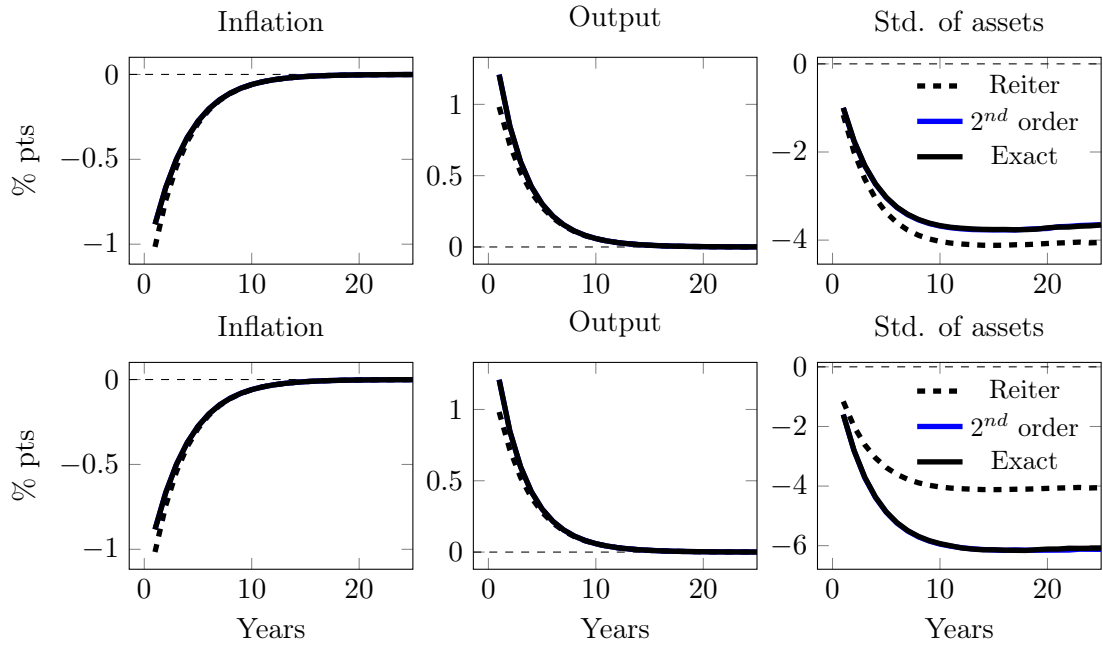 Inflation
Output
Std. of assets
% pts
0
−0.5
−1
0 10 20
1
0.5
0
0 10 20
0
−2
−4
0 10 20
Reiter
2nd order
Exact
Inflation
Output
Std. of assets
% pts
0
−0.5
−1
0 10 20
Years
1
0.5
0
0 10 20
Years
0
−2
−4
−6
0 10 20
Years
Reiter
2nd order
Exact